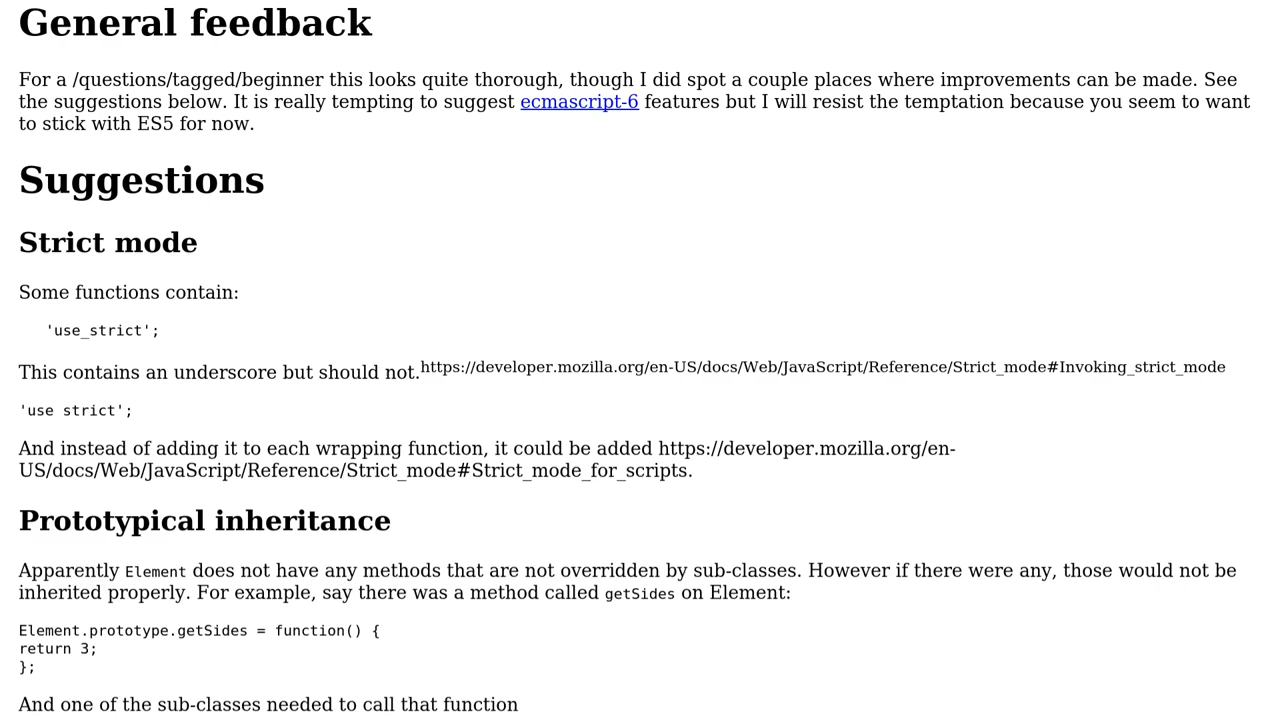 General feedback
For a /questions/tagged/beginner this looks quite thorough, though I did spot a couple places where improvements can be made. See
the suggestions below. It is really tempting to suggest ecmascript-6 features but I will resist the temptation because you seem to want
to stick with ES5 for now.
Suggestions
Strict mode
Some functions contain:
'use_strict';
This contains an underscore but should not.https://developer.mozilla.org/en-US/docs/Web/JavaScript/Reference/Strict_mode#Invoking_strict_mode
'use strict';
And instead of adding it to each wrapping function, it could be added https://developer.mozilla.org/en-
US/docs/Web/JavaScript/Reference/Strict_mode#Strict_mode_for_scripts.
Prototypical inheritance
Apparently Element does not have any methods that are not overridden by sub-classes. However if there were any, those would not be
inherited properly. For example, say there was a method called getSides on Element:
Element.prototype.getSides = function() {
return 3;
};
And one of the sub-classes needed to call that function